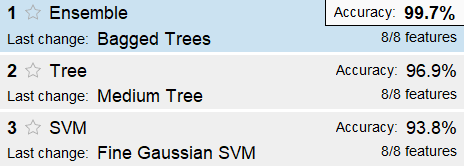 1 Ensemble Accuracy: 99.7%
Last change: Bagged Trees 8/8 features
2 Tree Accuracy: 96.9%
Last change: Medium Tree 8/8 features
3 SVM Accuracy: 93.8%
Last change: Fine Gaussian SVM 8/8 features